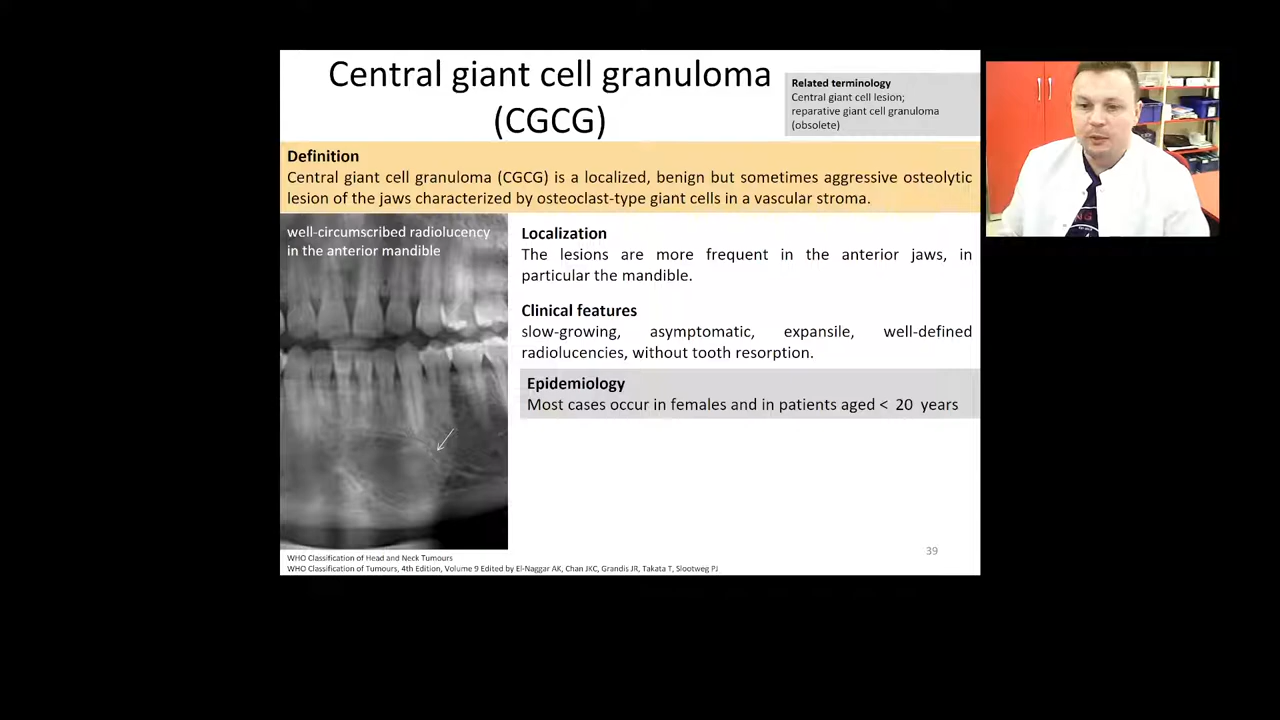 Central giant cell granuloma
(CGCG)
Related terminology
Central giant cell lesion;
reparative giant cell granuloma
(obsolete)
Definition
Central giant cell granuloma (CGCG) is a localized, benign but sometimes aggressive osteolytic
lesion of the jaws characterized by osteoclast-type giant cells in a vascular stroma.
well-circumscribed radiolucency
in the anterior mandible
Localization
The lesions are more frequent in the anterior jaws, in
particular the mandible.
Clinical features
slow-growing, asymptomatic, expansile, well-defined
radiolucencies, without tooth resorption.
Epidemiology
Most cases occur in females and in patients aged < 20 years
39
WHO Classification of Head and Neck Tumours
WHO Classification of Tumours, 4th Edition, Volume 9 Edited by El-Naggar AK, Chan JKC, Grandis JR, Takata T, Slootweg PJ